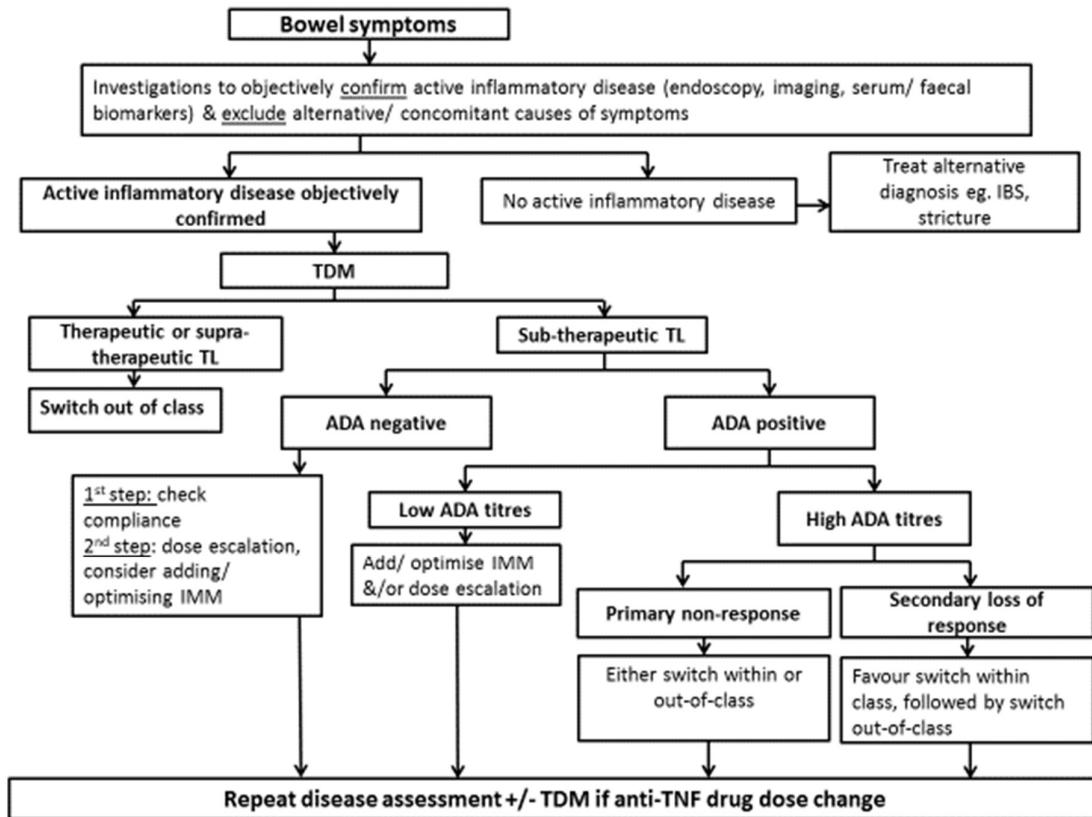 Bowel symptoms
Investigations to objectively confirm active inflammatory disease (endoscopy, imaging, serum/ faecal
biomarkers) & exclude alternative/ concomitant causes of symptoms
Active inflammatory disease objectively
confirmed
No active inflammatory disease
Treat alternative
diagnosis eg. IBS,
stricture
TDM
Therapeutic or supra-
therapeutic TL
Sub-therapeutic TL
Switch out of class
ADA negative
ADA positive
1st step: check
compliance
2nd step: dose escalation,
consider adding/
optimising IMM
Low ADA titres
High ADA titres
Add/ optimise IMM
&/or dose escalation
Primary non-response
Secondary loss of
response
Either switch within or
out-of-class
Favour switch within
class, followed by switch
out-of-class
Repeat disease assessment +/- TDM if anti-TNF drug dose change